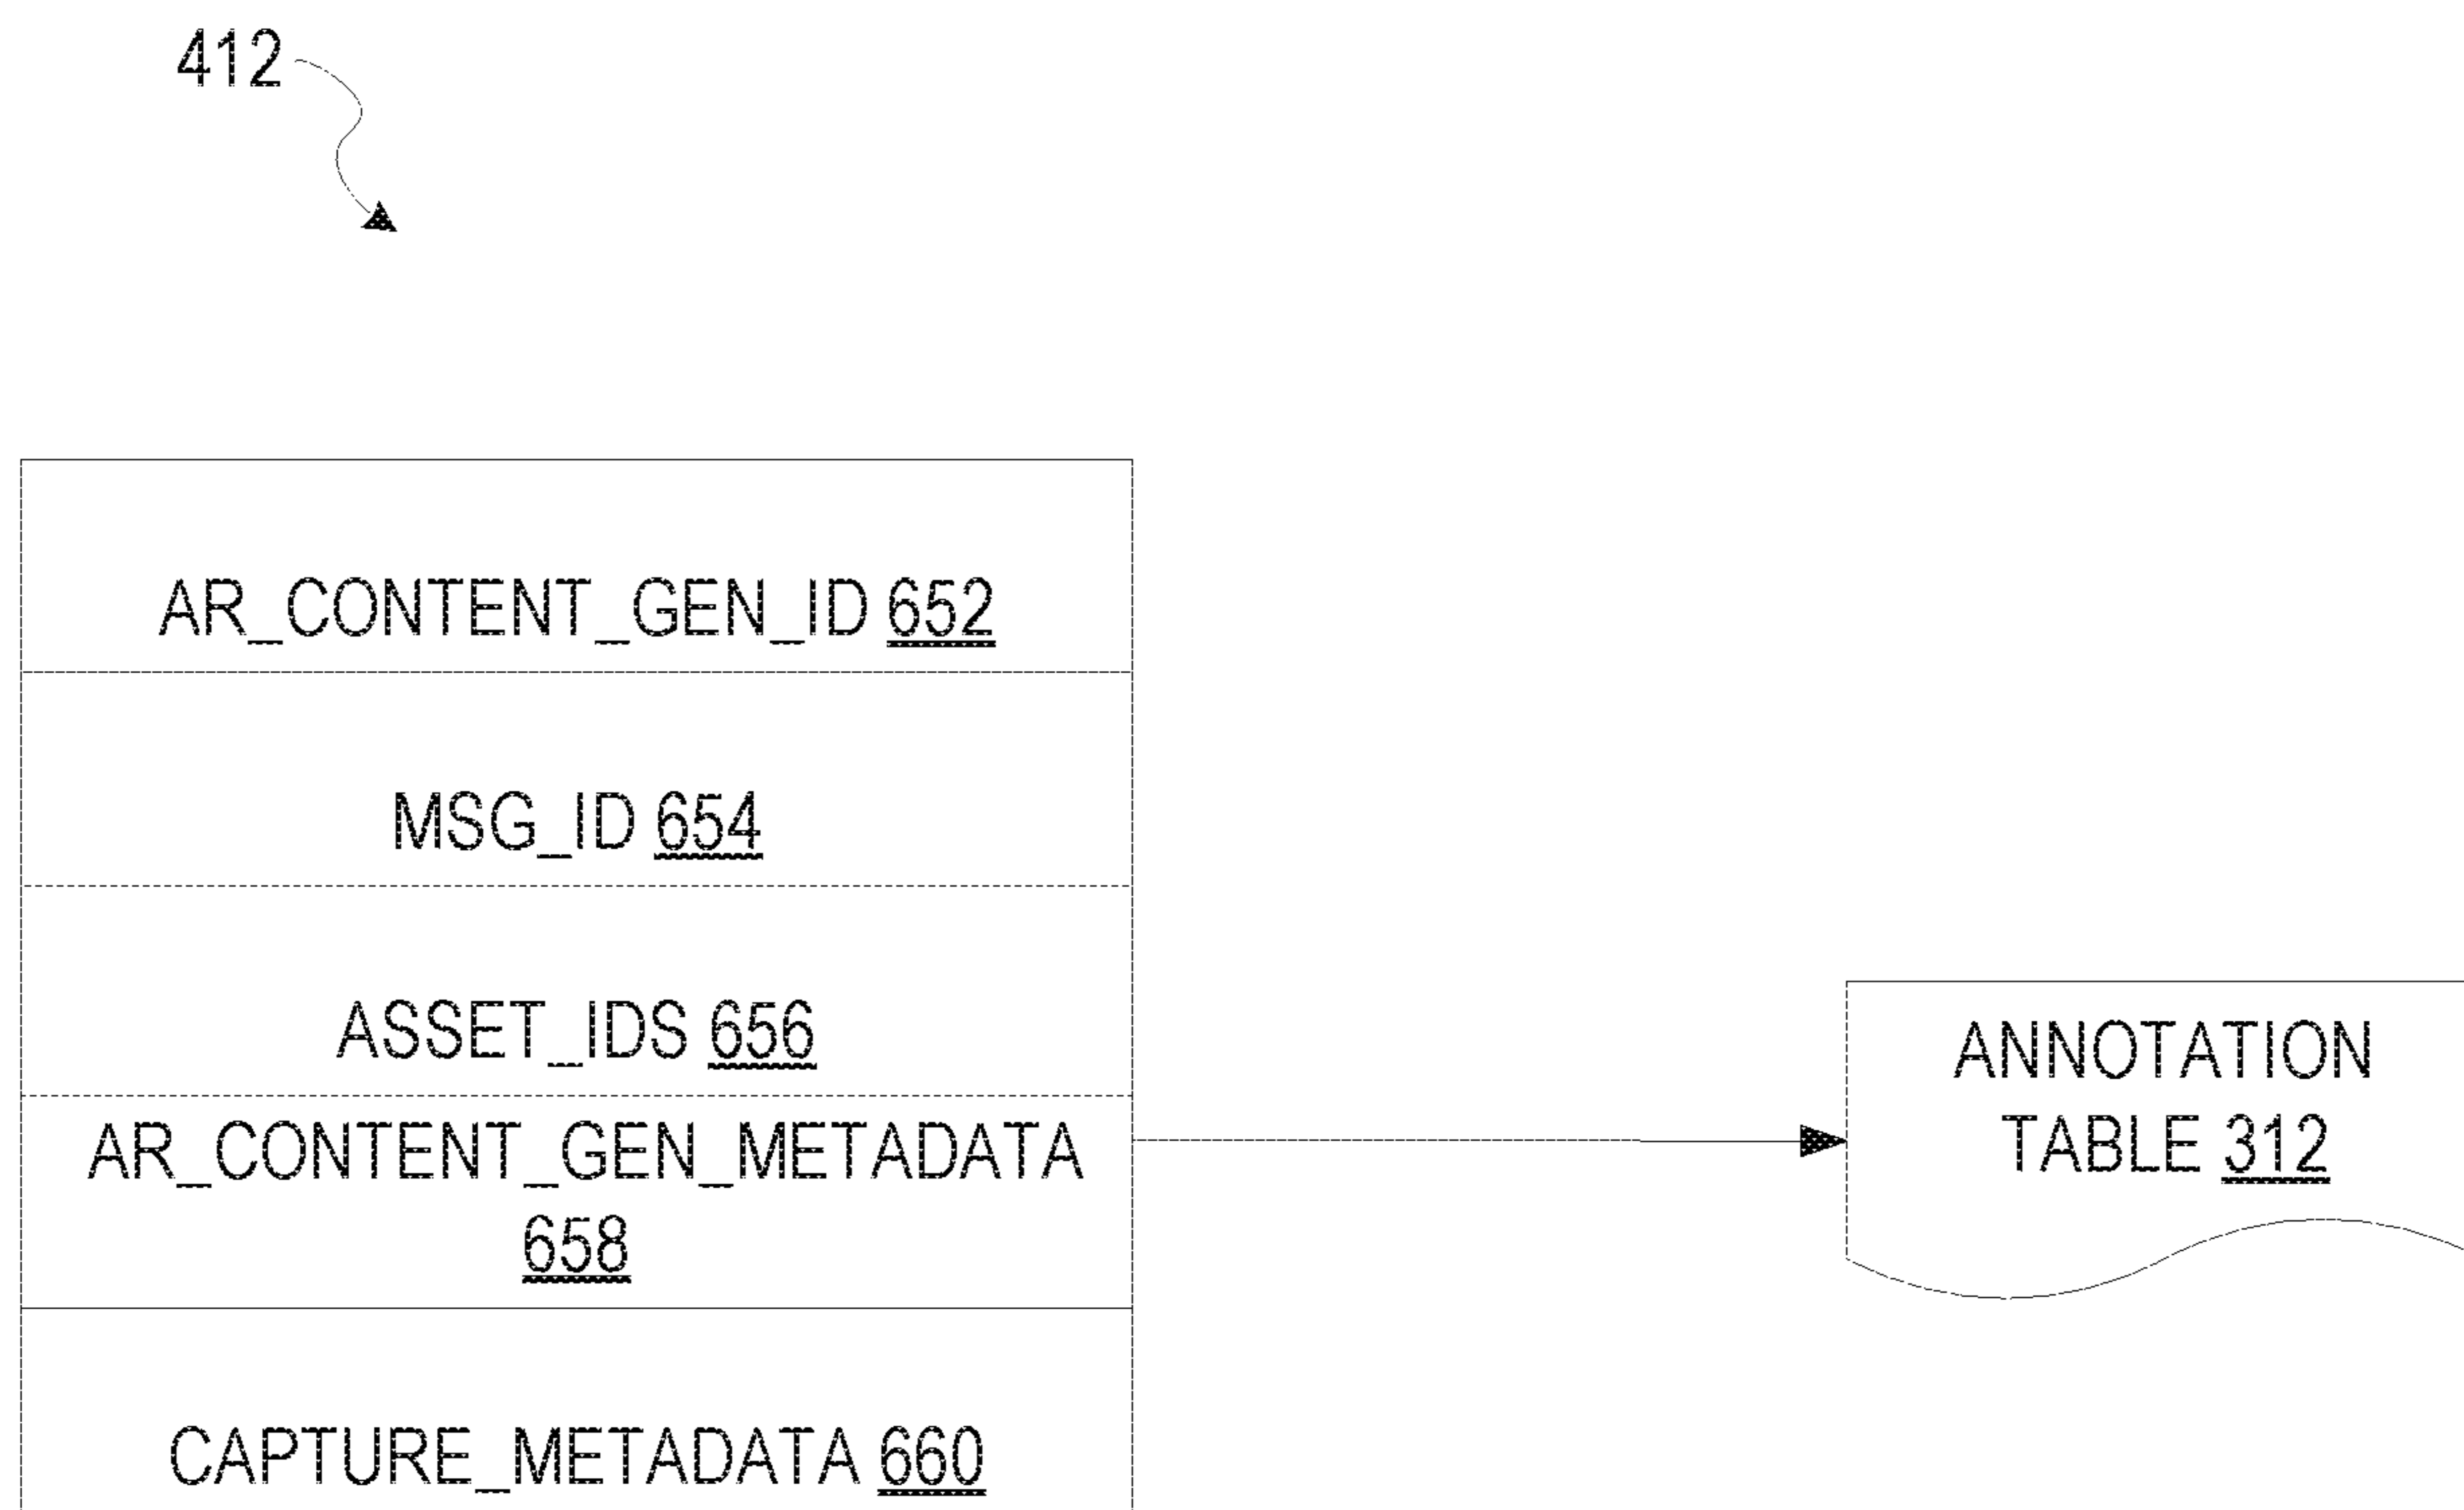 412
AR_CONTENT_GEN_ID 652
MSG_ID 654
ASSET_IDS 656
AR_CONTENT_GEN_METADATA
658
CAPTURE_METADATA 660
ANNOTATION
TABLE 312